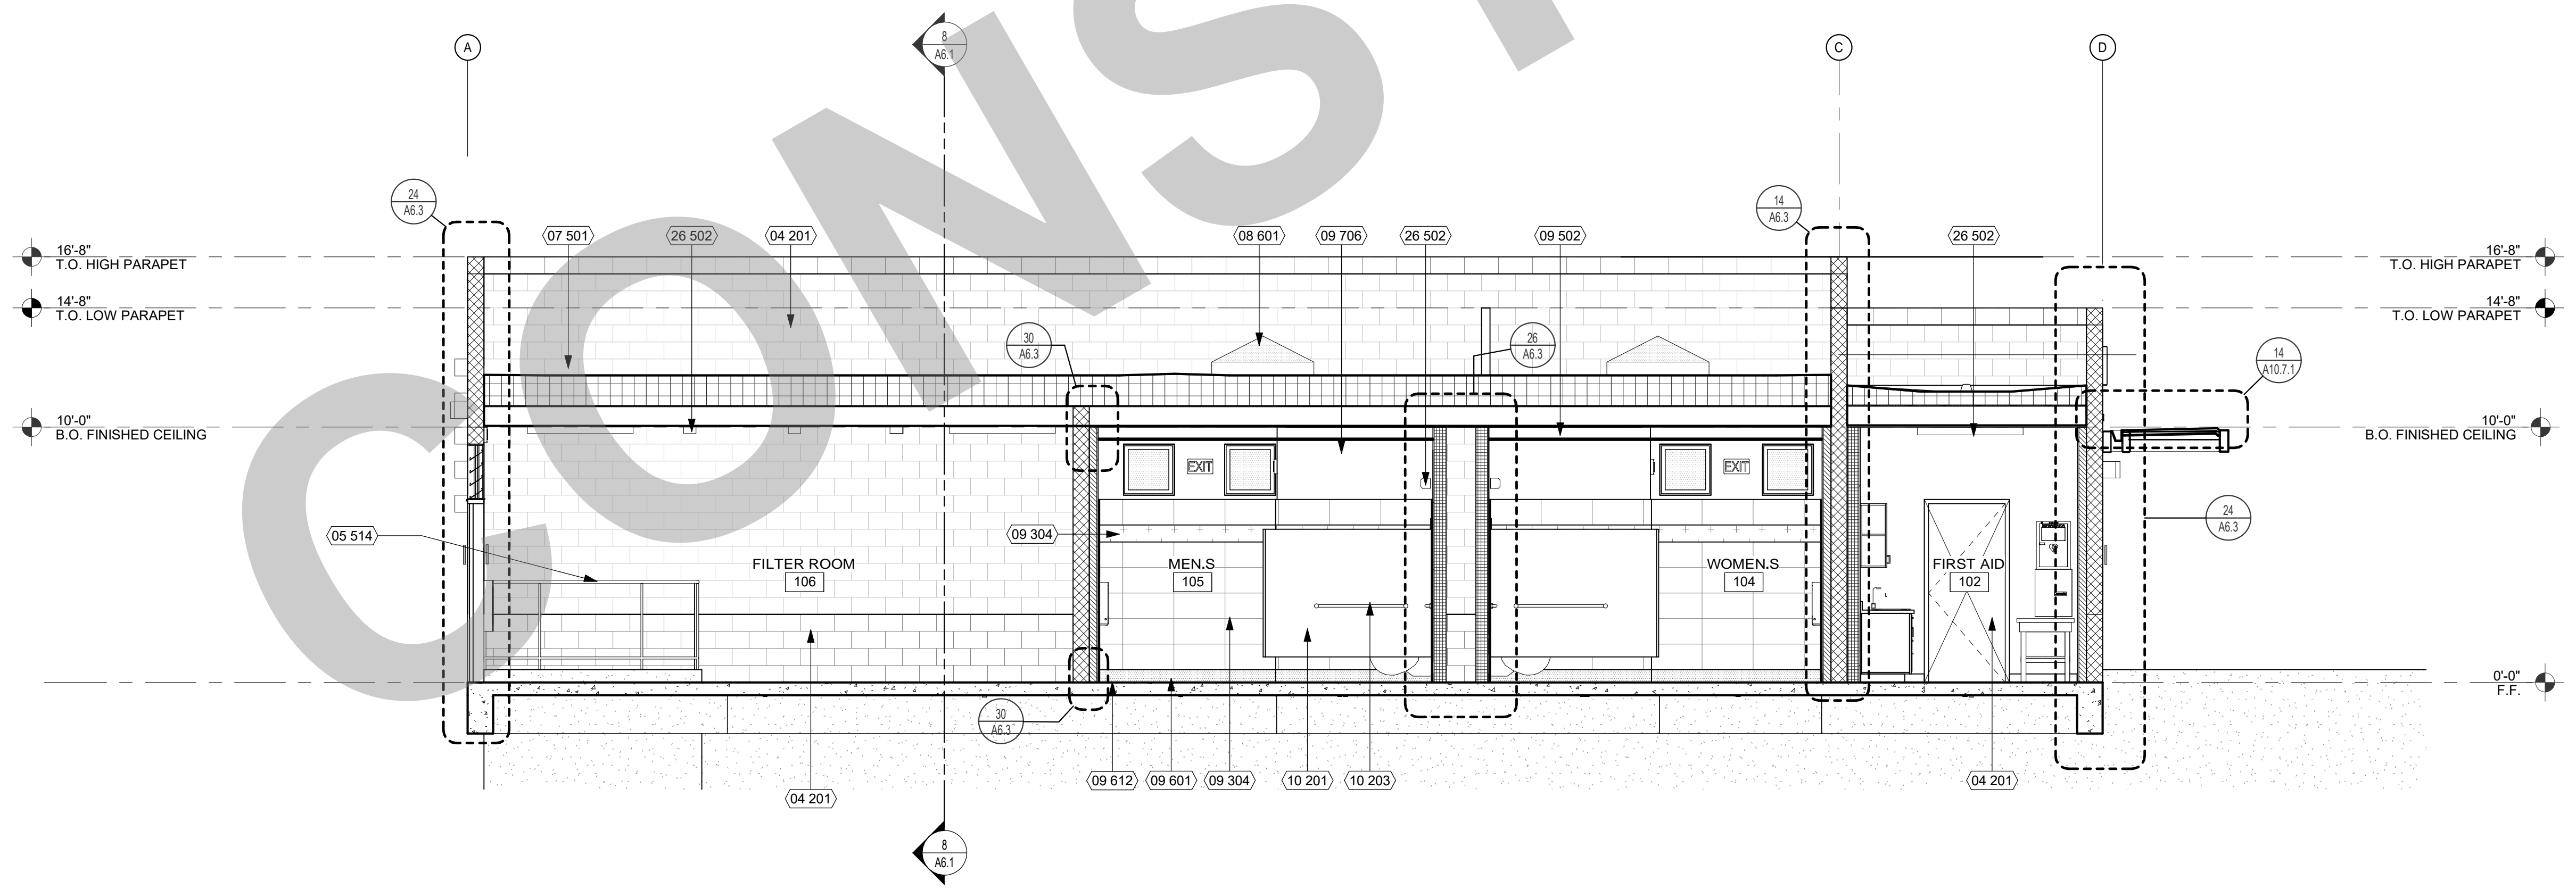 A
8
A6.1
C
D
24
A6.3
14
A6.3
07 501
26 502
04 201
08 601
09 706
26 502
09 502
26 502
16'-8"
T.O. HIGH PARAPET
16'-8"
T.O. HIGH PARAPET
14'-8"
T.O. LOW PARAPET
14'-8"
T.O. LOW PARAPET
30
A6.3
26
A6.3
14
A10.7.1
10'-0"
B.O. FINISHED CEILING
10'-0"
B.O. FINISHED CEILING
EXIT
EXIT
05 514
09 304
24
A6.3
FILTER ROOM
106
MEN.S
105
WOMEN.S
104
FIRST AID
102
0'-0"
F.F.
30
A6.3
04 201
09 612
09 601
09 304
10 201
10 203
04 201
8
A6.1
CONST